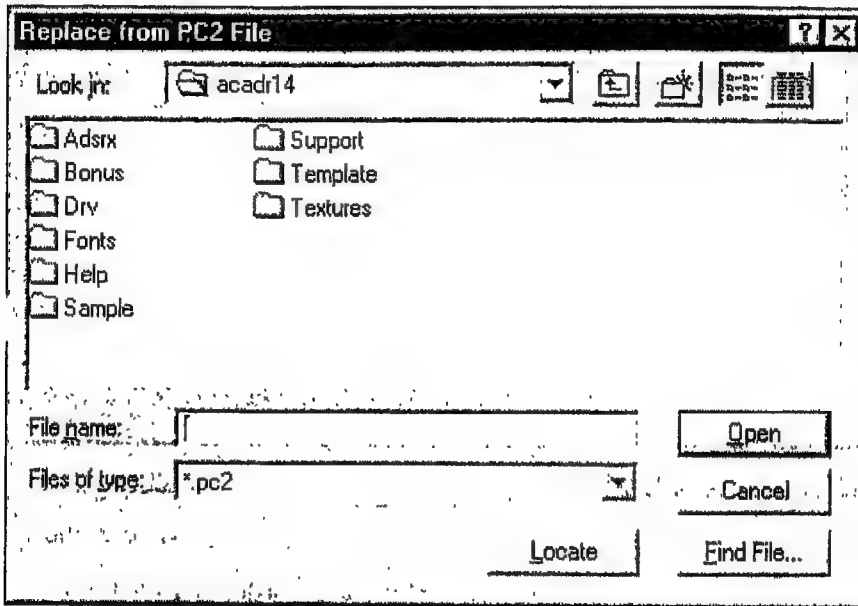 Replace from PC2 File
Look in: acadr14
Adsrx Support
Bonus Template
Drv Textures
Fonts
Help
Sample
File name: Open
Files of type: *.pc2 Cancel
Locate Find File...